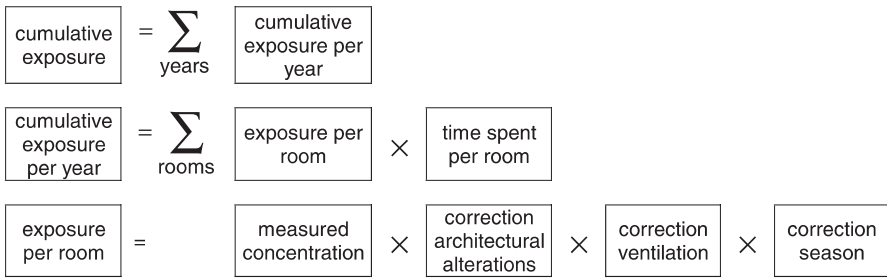 cumulative exposure = ∑ years cumulative exposure per year
cumulative exposure per year = ∑ rooms exposure per room × time spent per room
exposure per room = measured concentration × correction architectural alterations × correction ventilation × correction season